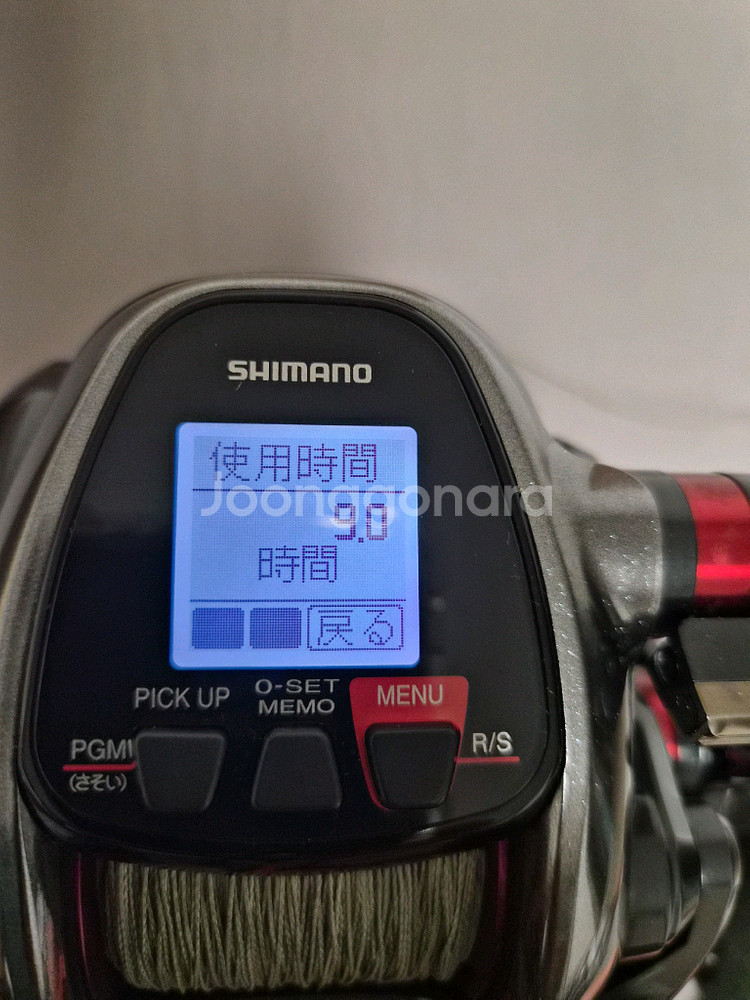 SHIMANO
使用時間
Joonggonara
9.0
時間
戻る
PICK UP
0-SET
MEMO
MENU
PGM
R/S
(さそい)